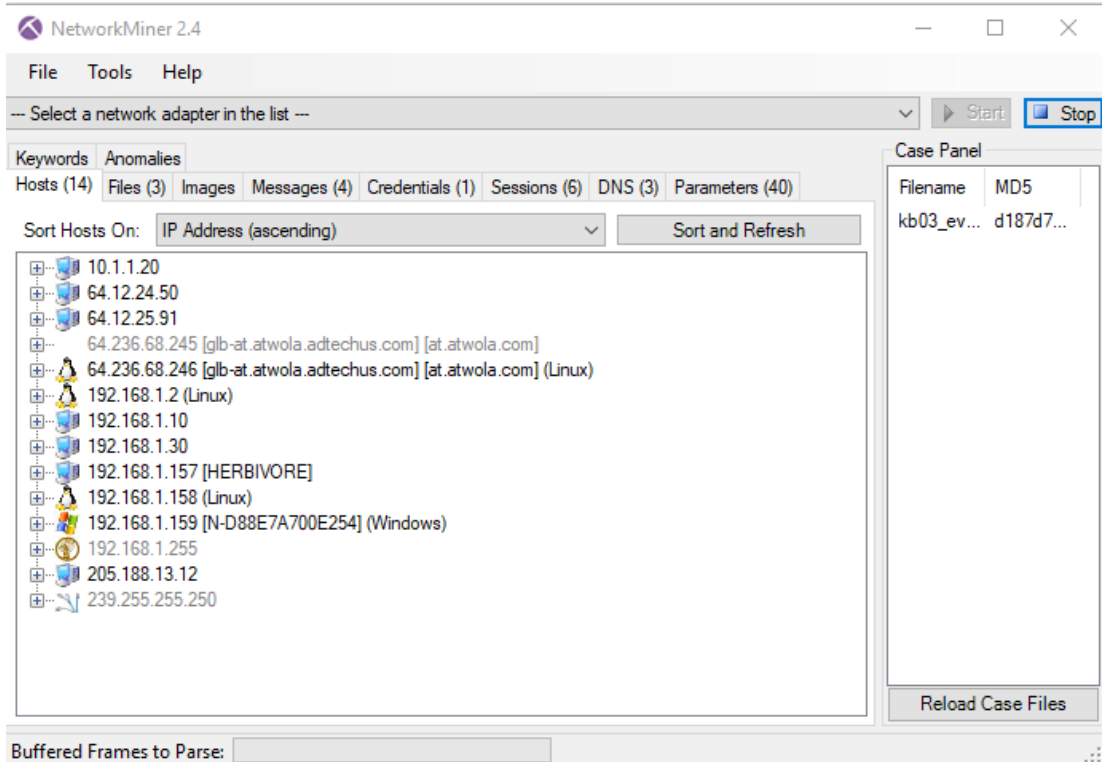 NetworkMiner 2.4
File Tools Help
--- Select a network adapter in the list ---
Start Stop
Keywords Anomalies
Hosts (14) Files (3) Images Messages (4) Credentials (1) Sessions (6) DNS (3) Parameters (40)
Sort Hosts On: IP Address (ascending) Sort and Refresh
10.1.1.20
64.12.24.50
64.12.25.91
64.236.68.245 [glb-at.atwola.adtechus.com] [at.atwola.com]
64.236.68.246 [glb-at.atwola.adtechus.com] [at.atwola.com] (Linux)
192.168.1.2 (Linux)
192.168.1.10
192.168.1.30
192.168.1.157 [HERBIVORE]
192.168.1.158 (Linux)
192.168.1.159 [N-D88E7A700E254] (Windows)
192.168.1.255
205.188.13.12
239.255.255.250
Case Panel
Filename MD5
kb03_ev... d187d7...
Reload Case Files
Buffered Frames to Parse: